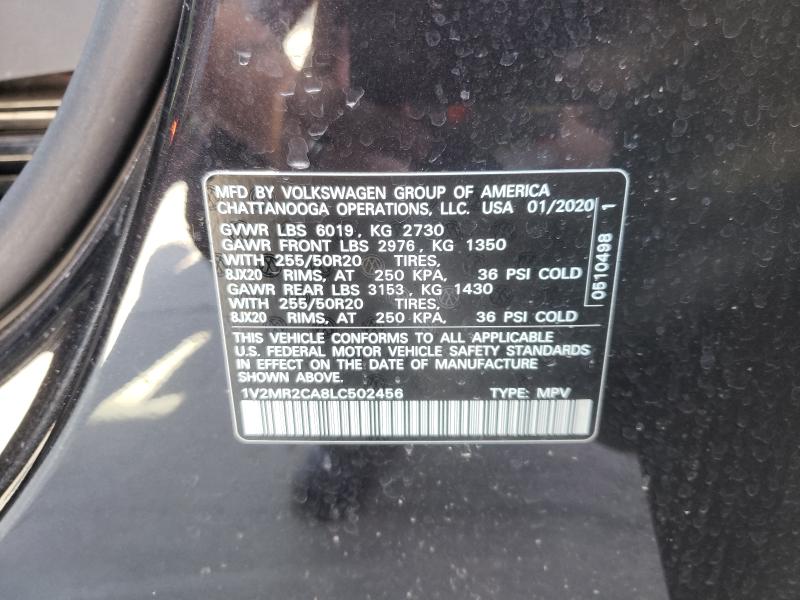 MFD BY VOLKSWAGEN GROUP OF AMERICA
CHATTANOOGA OPERATIONS, LLC. USA 01/2020
GVWR LBS 6019, KG 2730
GAWR FRONT LBS 2976, KG 1350
WITH 255/50R20 TIRES,
8JX20 RIMS, AT 250 KPA, 36 PSI COLD
GAWR REAR LBS 3153, KG 1430
WITH 255/50R20 TIRES,
8JX20 RIMS, AT 250 KPA, 36 PSI COLD
0510498 1
THIS VEHICLE CONFORMS TO ALL APPLICABLE
U.S. FEDERAL MOTOR VEHICLE SAFETY STANDARDS
IN EFFECT ON THE DATE OF MANUFACTURE
SHOWN ABOVE.
1V2MR2CA8LC502456 TYPE: MPV